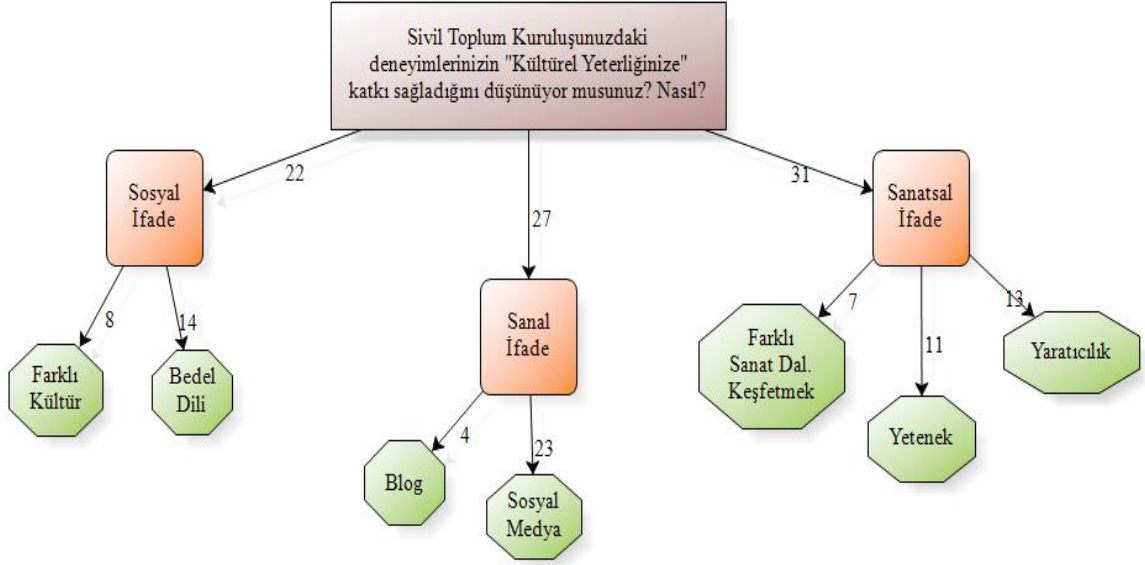 Sivil Toplum Kuruluşunuzdaki
deneyimlerinizin "Kültürel Yeterliğinize"
katkı sağladığını düşünüyor musunuz? Nasıl?
22
27
31
Sosyal
İfade
Sanal
İfade
Sanatsal
İfade
8
14
4
23
7
11
13
Farklı
Kültür
Bedel
Dili
Blog
Sosyal
Medya
Farklı
Sanat Dal.
Keşfetmek
Yetenek
Yaratıcılık